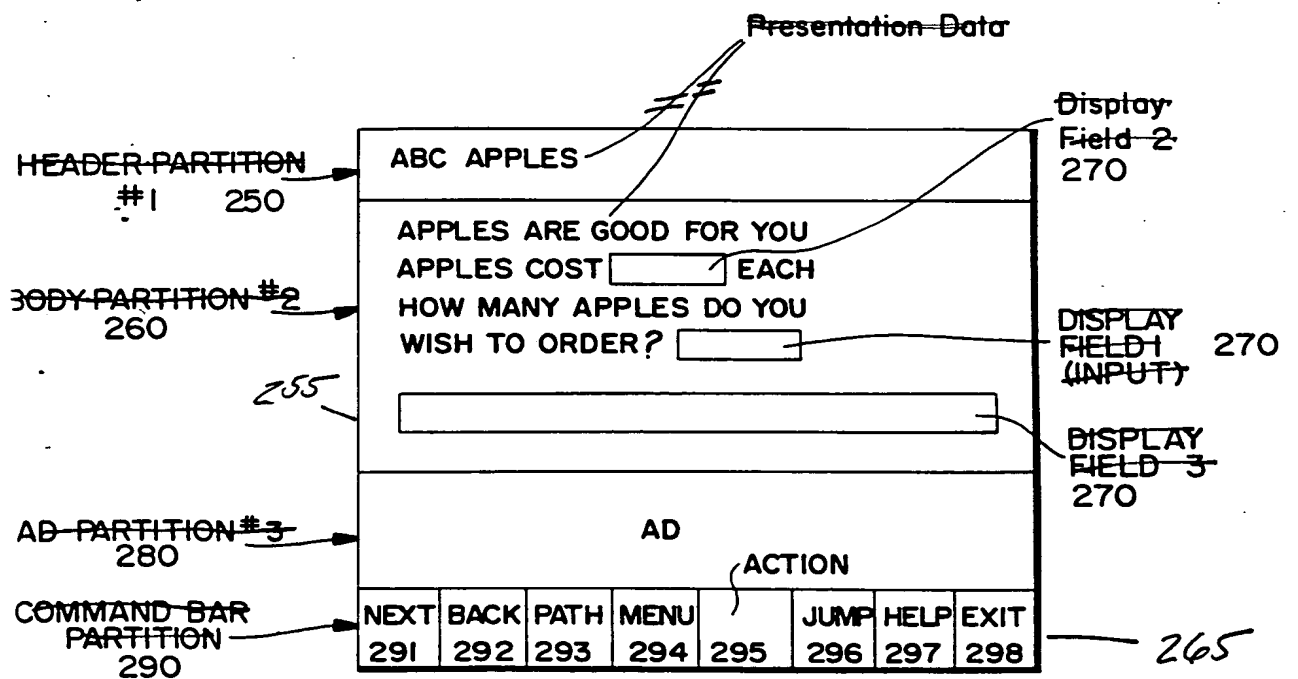 Presentation Data
Display
Field 2
270
HEADER PARTITION
#1 250
ABC APPLES
APPLES ARE GOOD FOR YOU
APPLES COST EACH
HOW MANY APPLES DO YOU
WISH TO ORDER?
BODY PARTITION #2
260
DISPLAY
FIELD 1 270
(INPUT)
255
DISPLAY
FIELD 3
270
AD PARTITION #3
280
AD
ACTION
COMMAND BAR
PARTITION
290
NEXT BACK PATH MENU JUMP HELP EXIT
291 292 293 294 295 296 297 298
265